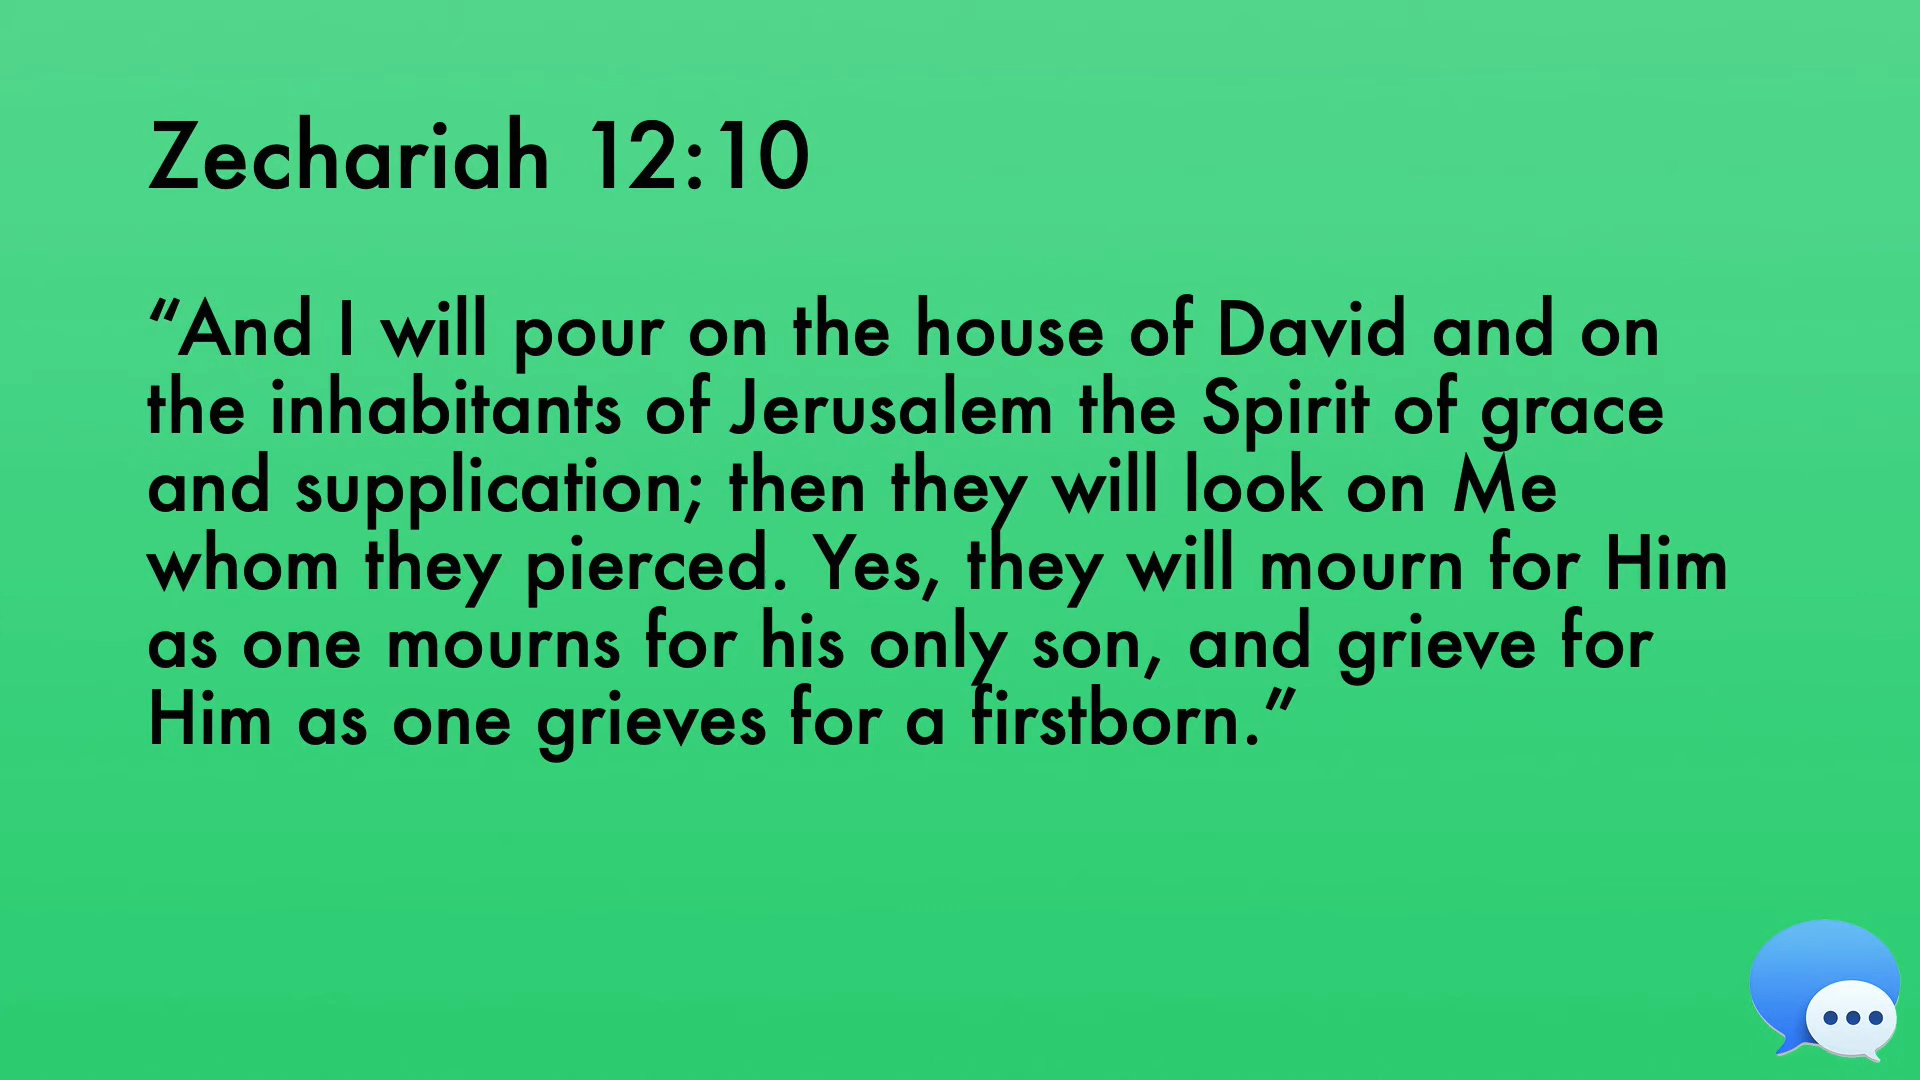 Zechariah 12:10
“And I will pour on the house of David and on
the inhabitants of Jerusalem the Spirit of grace
and supplication; then they will look on Me
whom they pierced. Yes, they will mourn for Him
as one mourns for his only son, and grieve for
Him as one grieves for a firstborn.”